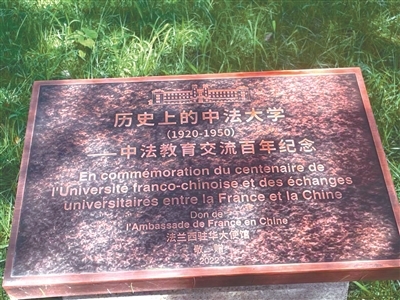 历史上的中法大学
(1920-1950)
——中法教育交流百年纪念
En commémoration du centenaire de
l'Université franco-chinoise et des échanges
universitaires entre la France et la Chine
Don de
l'Ambassade de France en Chine
法兰西驻华大使馆
敬赠
2022